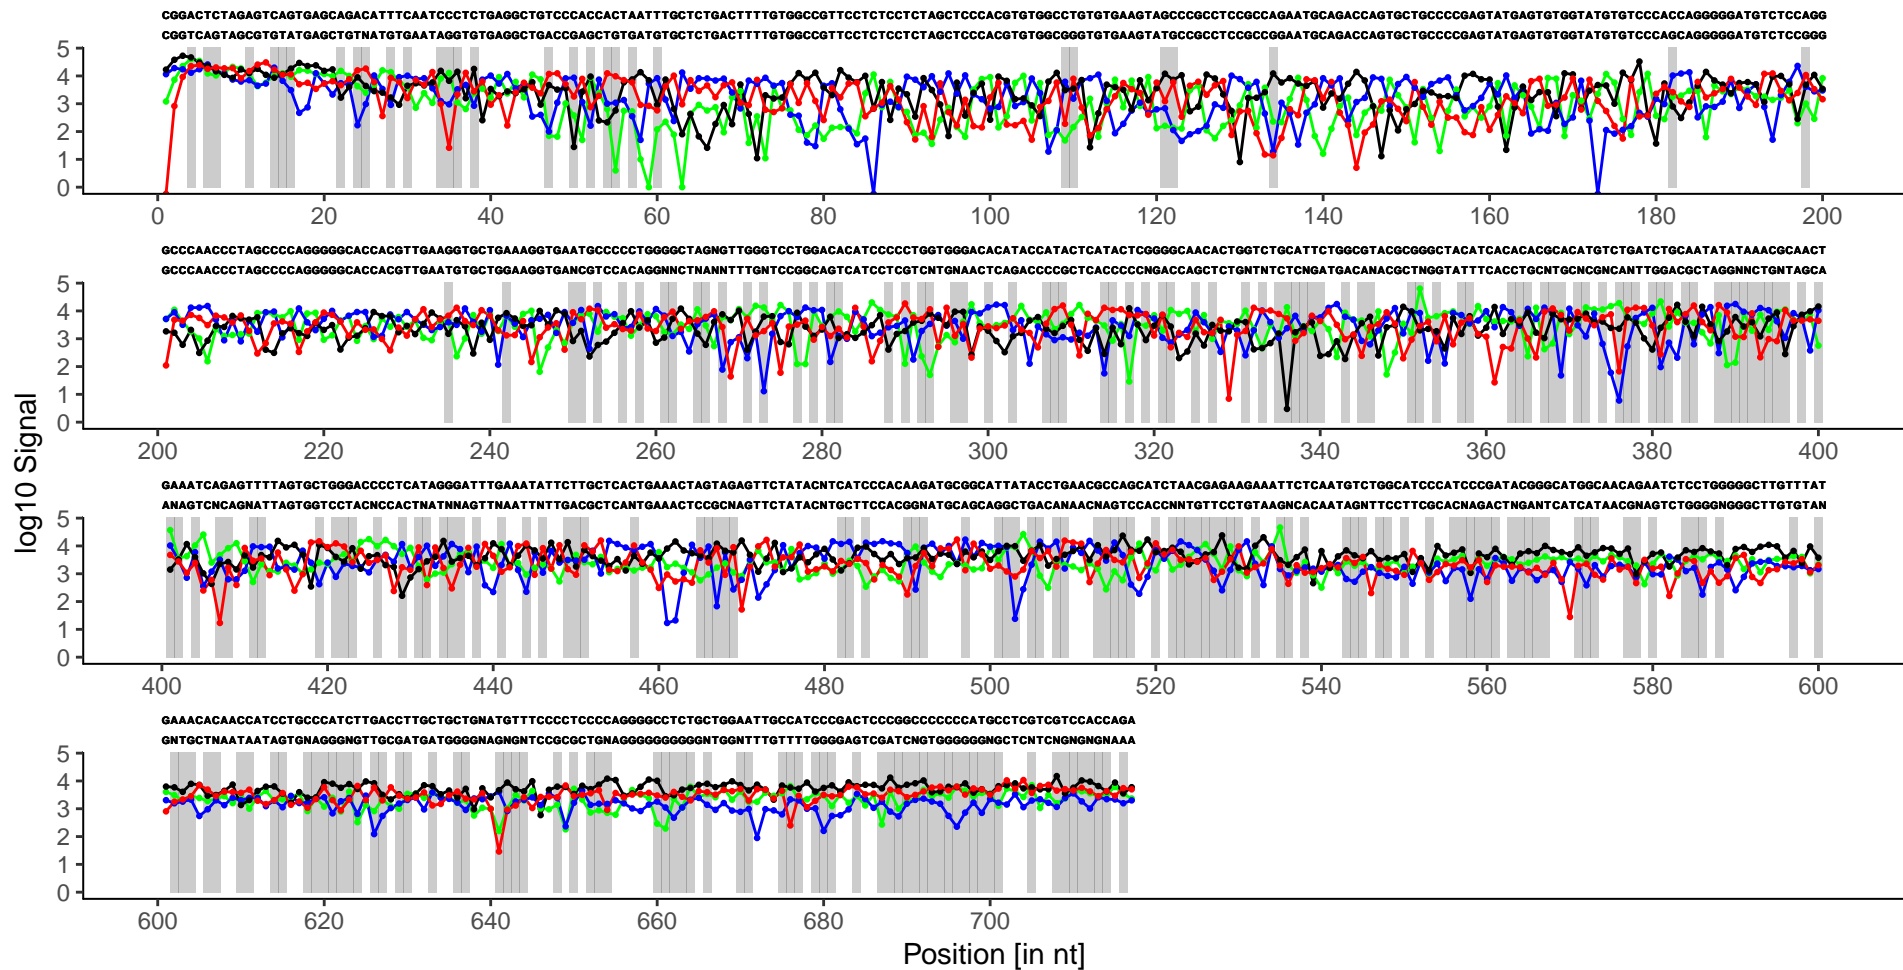 CGGACTCTAGAGTCAGTGAGCAGACATTTCAATCCCTCTGAGGCTGTCCCACCACTAATTTGCTCTGACTTTTGTGGCCGTTCCTCTCCTCTAGCTCCCACGTGTGGCCTGTGTGAAGTAGCCCGCCTCCGCCAGAATGCAGACCAGTGCTGCCCCGAGTATGAGTGTGGTATGTGTCCCACCAGGGGGATGTCTCCAGG
CGGTCAGTAGCGTGTATGAGCTGTNATGTGAATAGGTGTGAGGCTGACCGAGCTGTGATGTGCTCTGACTTTTGTGGCCGTTCCTCTCCTCTAGCTCCCACGTGTGGCGGGTGTGAAGTATGCCGCCTCCGCCGGAATGCAGACCAGTGCTGCCCCGAGTATGAGTGTGGTATGTGTCCCAGCAGGGGGATGTCTCCGGG
5
4
3
2
1
0
0 20 40 60 80 100 120 140 160 180 200
GCCCAACCCTAGCCCCAGGGGGCACCACGTTGAAGGTGCTGAAAGGTGAATGCCCCCTGGGGCTAGNGTTGGGTCCTGGACACATCCCCCTGGTGGGACACATACCATACTCATACTCGGGGCAACACTGGTCTGCATTCTGGCGTACGCGGGCTACATCACACACGCACATGTCTGATCTGCAATATATAAACGCAACT
GCCCAACCCTAGCCCCAGGGGGCACCACGTTGAATGTGCTGGAAGGTGANCGTCCACAGGNNCTNANNTTTGNTCCGGCAGTCATCCTCGTCNTGNAACTCAGACCCCGCTCACCCCCNGACCAGCTCTGTNTNTCTCNGATGACANACGCTNGGTATTTCACCTGCNTGCNCGNCANTTGGACGCTAGGNNCTGNTAGCA
5
4
3
2
1
0
200 220 240 260 280 300 320 340 360 380 400
GAAATCAGAGTTTTAGTGCTGGGACCCCTCATAGGGATTTGAAATATTCTTGCTCACTGAAACTAGTAGAGTTCTATACNTCATCCCACAAGATGCGGCATTATACCTGAACGCCAGCATCTAACGAGAAGAAATTCTCAATGTCTGGCATCCCATCCCGATACGGGCATGGCAACAGAATCTCCTGGGGGCTTGTTTAT
ANAGTCNCAGNATTAGTGGTCCTACNCCACTNATNNAGTTNAATNTTGACGCTCANTGAAACTCCGCNAGTTCTATACNTGCTTCCACGGNATGCAGCAGGCTGACANAACNAGTCCACCNNTGTTCCTGTAAGNCACAATAGNTTCCTTCGCACNAGACTNGANTCATCATAACGNAGTCTGGGGNGGGCTTGTGTAN
5
4
3
2
1
0
400 420 440 460 480 500 520 540 560 580 600
GAAACACAACCATCCTGCCCATCTTGACCTTGCTGCTGNATGTTTCCCCTCCCCAGGGGCCTCTGCTGGAATTGCCATCCCGACTCCCGGCCCCCCCATGCCTCGTCGTCCACCAGA
GNTGCTNAATAATAGTGNAGGGNGTTGCGATGATGGGGNAGNGNTCCGCGCTGNAGGGGGGGGGGNTGGNTTTGTTTTGGGGAGTCGATCNGTGGGGGGNGCTCNTCNGNGNGNAAA
5
4
3
2
1
0
600 620 640 660 680 700
Position [in nt]
log10 Signal